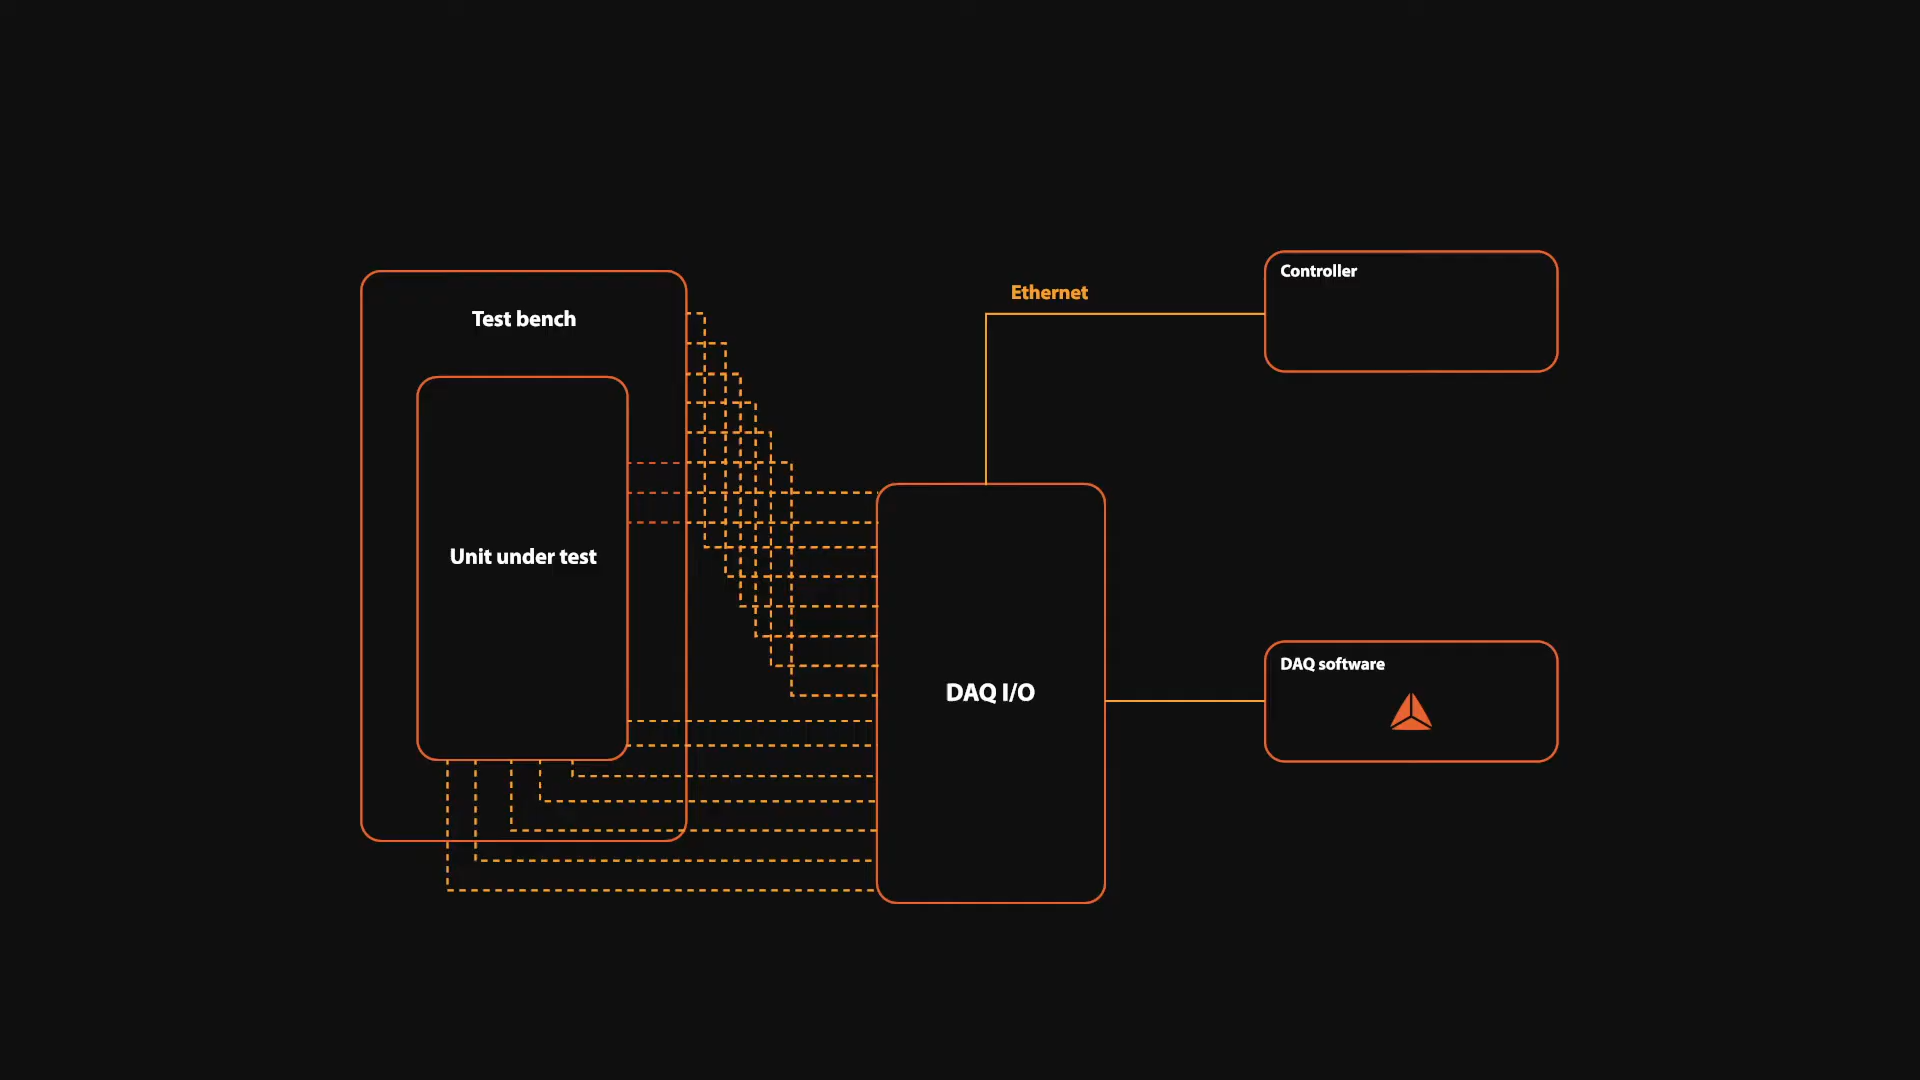 Test bench
Unit under test
Ethernet
Controller
DAQ I/O
DAQ software